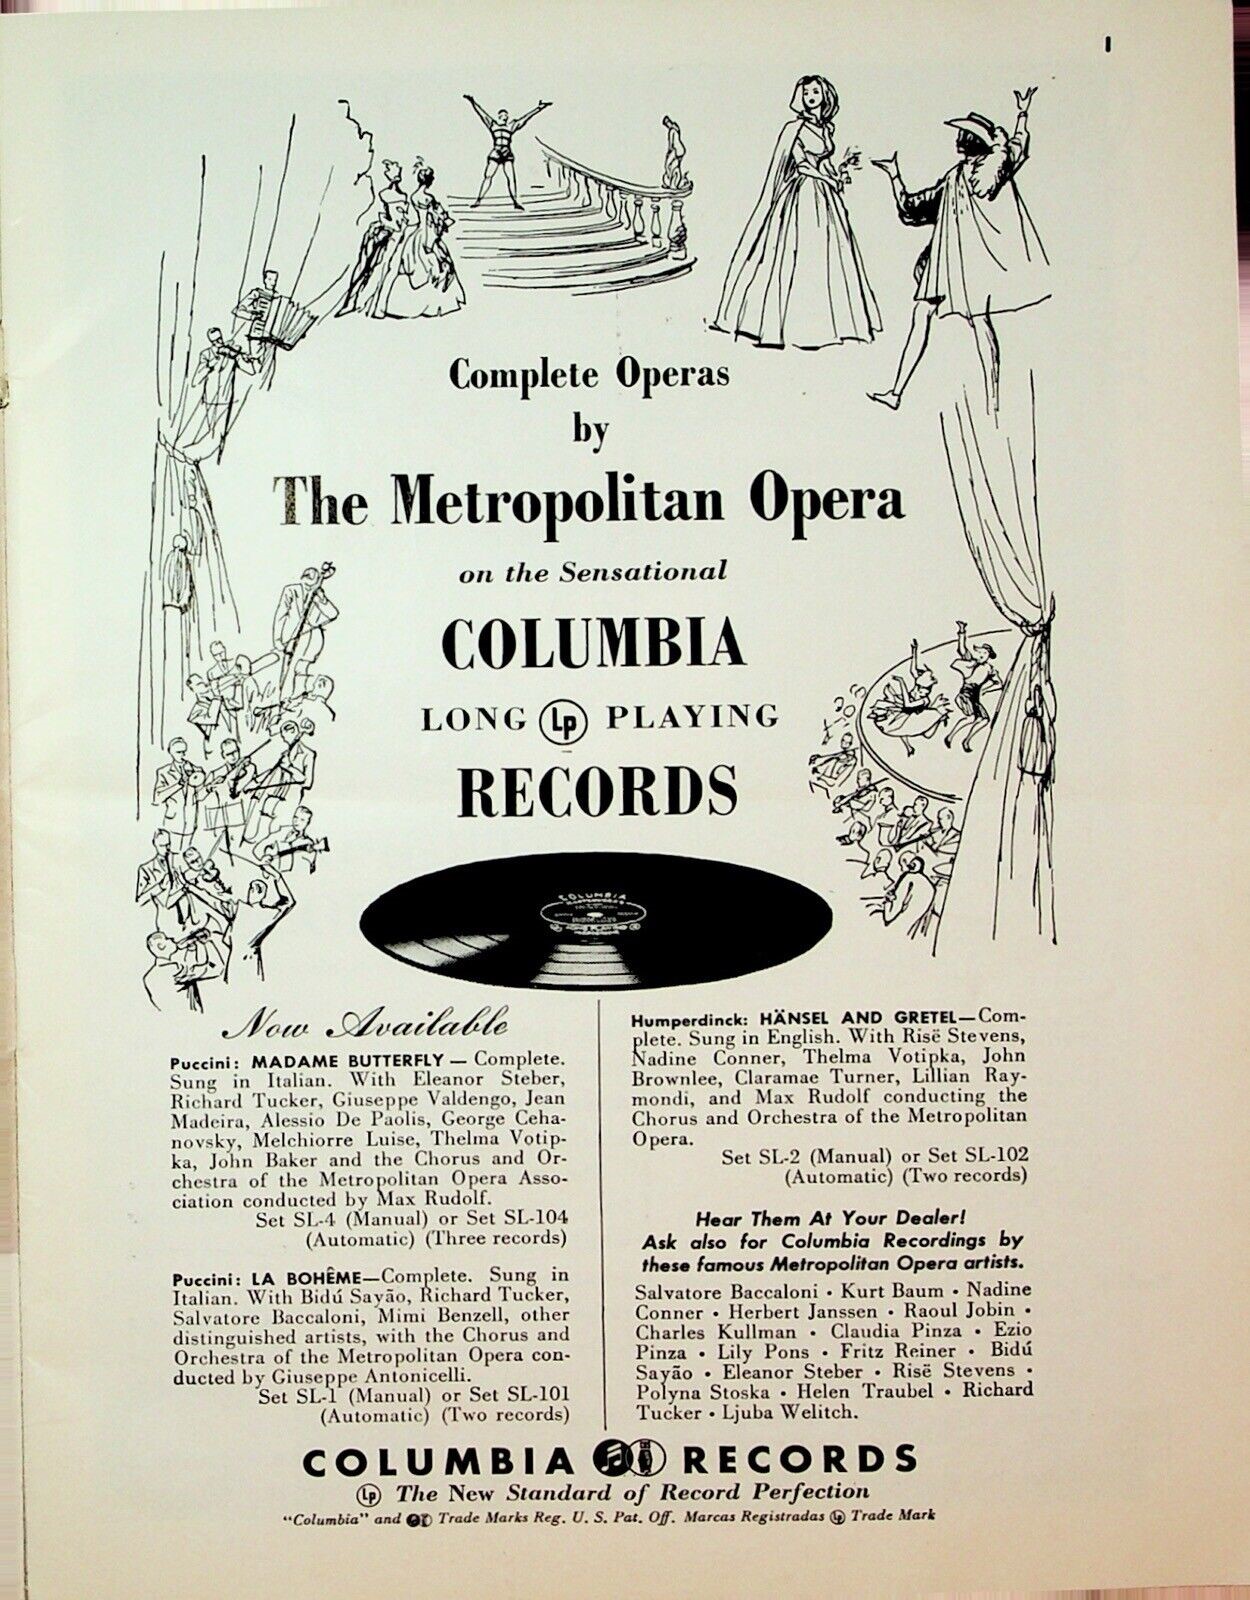 Complete Operas
by
The Metropolitan Opera
on the Sensational
COLUMBIA
LONG Lp PLAYING
RECORDS
COLUMBIA
Now Available
Puccini: MADAME BUTTERFLY — Complete.
Sung in Italian. With Eleanor Steber,
Richard Tucker, Giuseppe Valdengo, Jean
Madeira, Alessio De Paolis, George Ceha-
novsky, Melchiorre Luise, Thelma Votip-
ka, John Baker and the Chorus and Or-
chestra of the Metropolitan Opera Asso-
ciation conducted by Max Rudolf.
Set SL-4 (Manual) or Set SL-104
(Automatic) (Three records)
Puccini: LA BOHÊME—Complete. Sung in
Italian. With Bidú Sayão, Richard Tucker,
Salvatore Baccaloni, Mimi Benzell, other
distinguished artists, with the Chorus and
Orchestra of the Metropolitan Opera con-
ducted by Giuseppe Antonicelli.
Set SL-1 (Manual) or Set SL-101
(Automatic) (Two records)
Humperdinck: HÄNSEL AND GRETEL—Com-
plete. Sung in English. With Risë Stevens,
Nadine Conner, Thelma Votipka, John
Brownlee, Claramae Turner, Lillian Ray-
mondi, and Max Rudolf conducting the
Chorus and Orchestra of the Metropolitan
Opera.
Set SL-2 (Manual) or Set SL-102
(Automatic) (Two records)
Hear Them At Your Dealer!
Ask also for Columbia Recordings by
these famous Metropolitan Opera artists.
Salvatore Baccaloni • Kurt Baum • Nadine
Conner • Herbert Janssen • Raoul Jobin •
Charles Kullman • Claudia Pinza • Ezio
Pinza • Lily Pons • Fritz Reiner • Bidú
Sayão • Eleanor Steber • Risë Stevens •
Polyna Stoska • Helen Traubel • Richard
Tucker • Ljuba Welitch.
COLUMBIA RECORDS
Lp The New Standard of Record Perfection
"Columbia" and Trade Marks Reg. U. S. Pat. Off. Marcas Registradas Lp Trade Mark